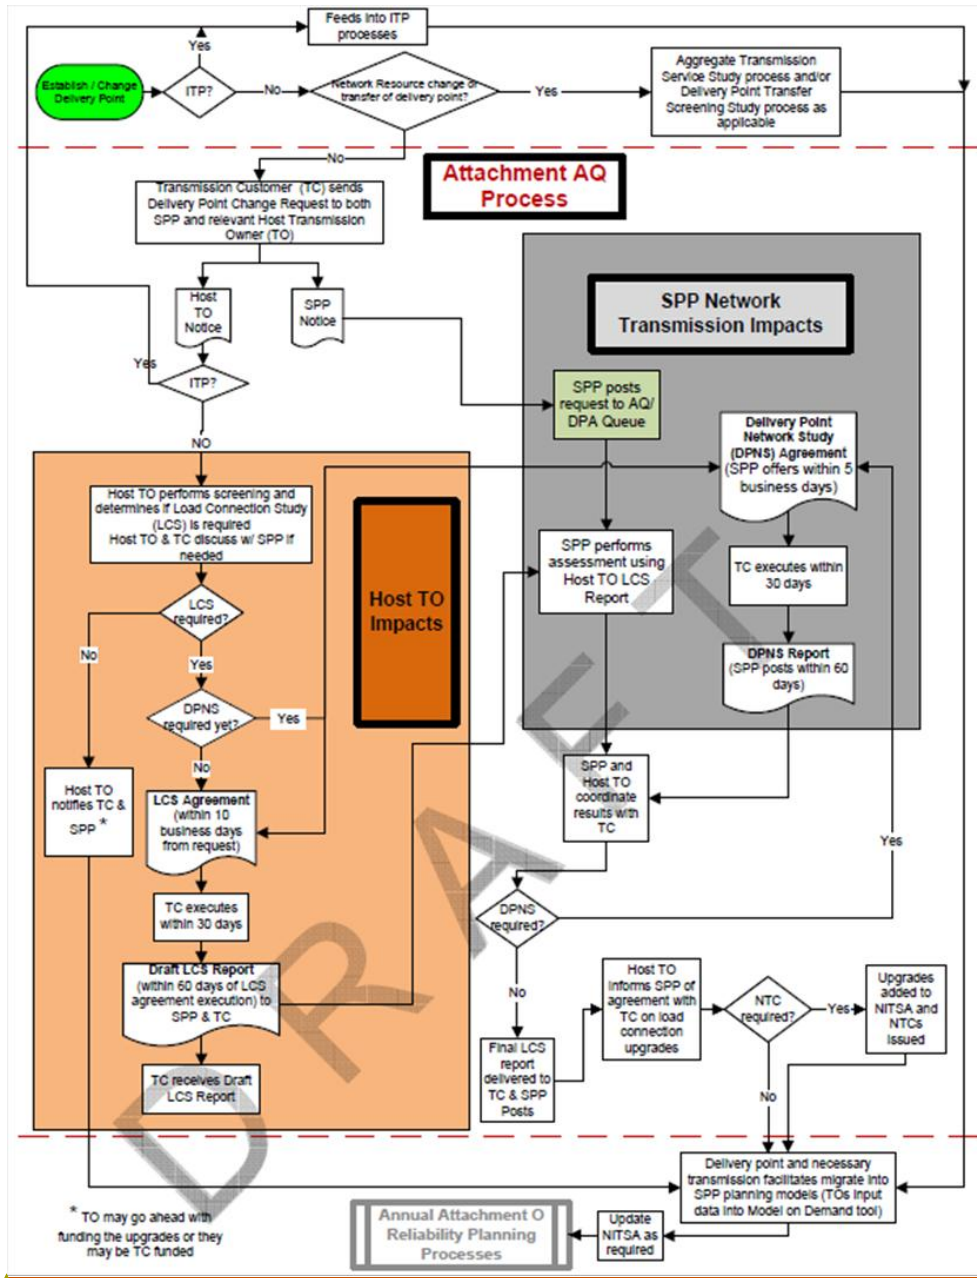 Feeds into ITP
processes
Yes
Establish / Change
Delivery Point
ITP?
No
Network Resource change or
transfer of delivery point?
Yes
Aggregate Transmission
Service Study process and/or
Delivery Point Transfer
Screening Study process as
applicable
No
Attachment AQ
Process
Transmission Customer (TC) sends
Delivery Point Change Request to both
SPP and relevant Host Transmission
Owner (TO)
Host
TO
Notice
SPP
Notice
Yes
ITP?
NO
SPP Network
Transmission Impacts
SPP posts
request to AQ/
DPA Queue
Delivery Point
Network Study
(DPNS) Agreement
(SPP offers within 5
business days)
Host TO performs screening and
determines if Load Connection Study
(LCS) is required
Host TO & TC discuss w/ SPP if
needed
Host TO
Impacts
SPP performs
assessment using
Host TO LCS
Report
TC executes within
30 days
LCS
required?
No
Yes
DPNS Report
(SPP posts within 60
days)
DPNS
required yet?
Yes
No
Host TO
notifies TC &
SPP *
LCS Agreement
(within 10
business days
from request)
SPP and
Host TO
coordinate
results with
TC
Yes
TC executes
within 30 days
DPNS
required?
Draft LCS Report
(within 60 days of LCS
agreement execution) to
SPP & TC
No
Host TO
informs SPP of
agreement with
TC on load
connection
upgrades
NTC
required?
Yes
Upgrades
added to
NITSA and
NTCs
issued
TC receives Draft
LCS Report
Final LCS
report
delivered to
TC & SPP
Posts
No
Delivery point and necessary
transmission facilitates migrate into
SPP planning models (TOs input
data into Model on Demand tool)
* TO may go ahead with
funding the upgrades or they
may be TC funded
Annual Attachment O
Reliability Planning
Processes
Update
NITSA as
required
DRAFT